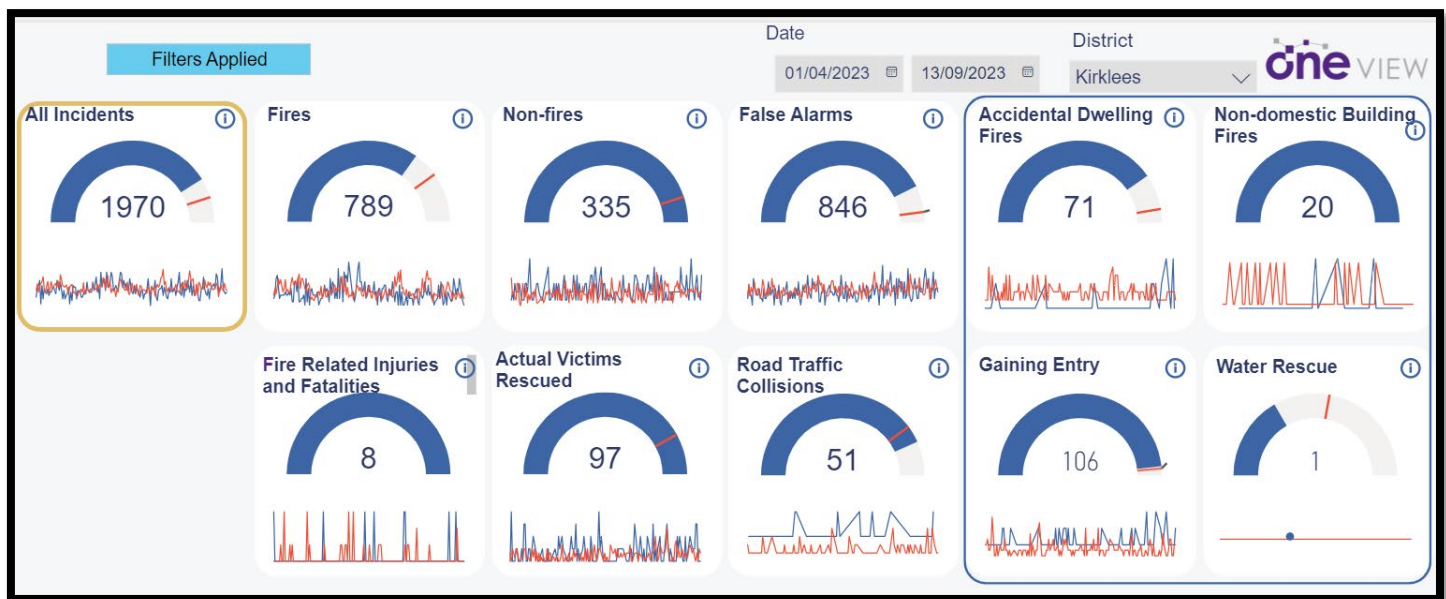 Filters Applied
Date
01/04/2023
13/09/2023
District
Kirklees
one VIEW
All Incidents
1970
Fires
789
Non-fires
335
False Alarms
846
Accidental Dwelling
Fires
71
Non-domestic Building
Fires
20
Fire Related Injuries
and Fatalities
8
Actual Victims
Rescued
97
Road Traffic
Collisions
51
Gaining Entry
106
Water Rescue
1